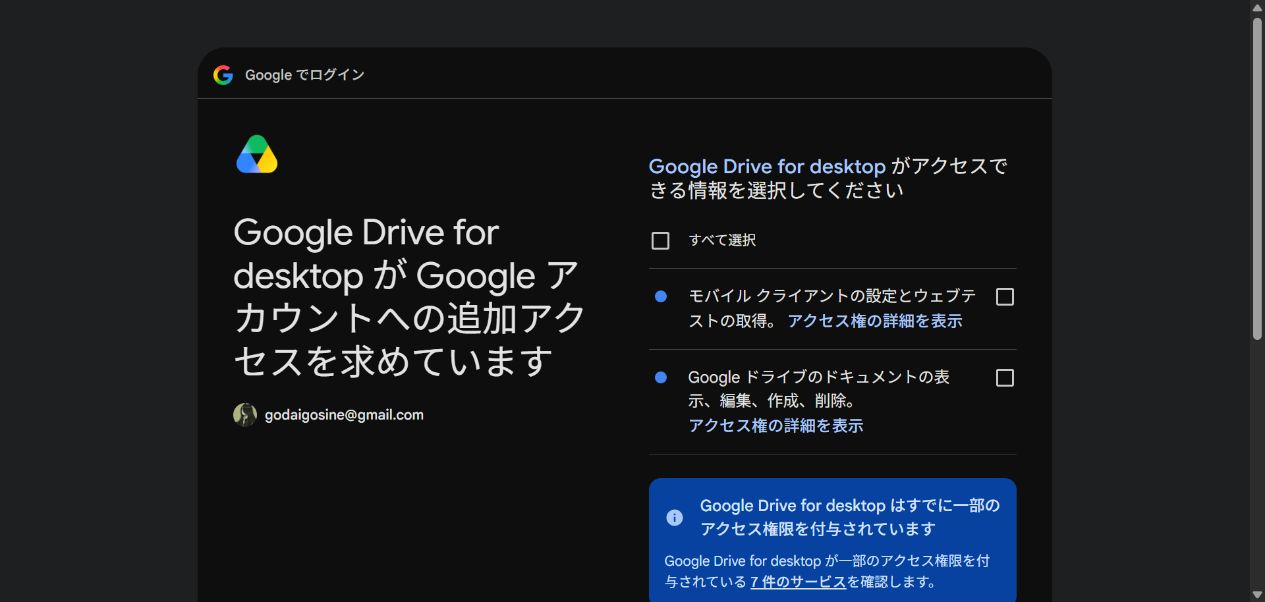 Google でログイン
Google Drive for
desktop が Google ア
カウントへの追加アク
セスを求めています
godaigosine@gmail.com
Google Drive for desktop がアクセスで
きる情報を選択してください
すべて選択
モバイル クライアントの設定とウェブテ
ストの取得。 アクセス権の詳細を表示
Google ドライブのドキュメントの表
示、編集、作成、削除。
アクセス権の詳細を表示
Google Drive for desktop はすでに一部の
アクセス権限を付与されています
Google Drive for desktop が一部のアクセス権限を付
与されている 7 件のサービスを確認します。